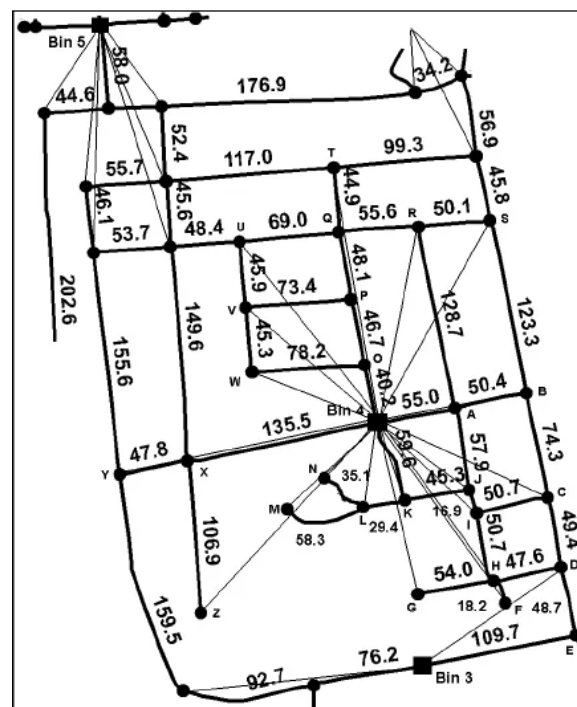 Bin 5
58.0
34.2
44.6
176.9
52.4
56.9
T
99.3
117.0
55.7
44.9
45.8
46.1
45.6
R
50.1
S
Q
55.6
U
69.0
48.4
53.7
48.1
45.9
73.4
P
V
128.7
123.3
202.6
149.6
46.7
45.3
78.2
O
W
40.2
155.6
Bin 4
55.0
50.4
B
A
135.5
59.6
74.3
47.8
Y
X
57.9
N
35.1
45.3
J
50.7
C
M
L
K
16.9
I
29.4
58.3
50.7
49.4
106.9
H
47.6
D
54.0
G
18.2
F
48.7
Z
159.5
109.7
E
76.2
92.7
Bin 3